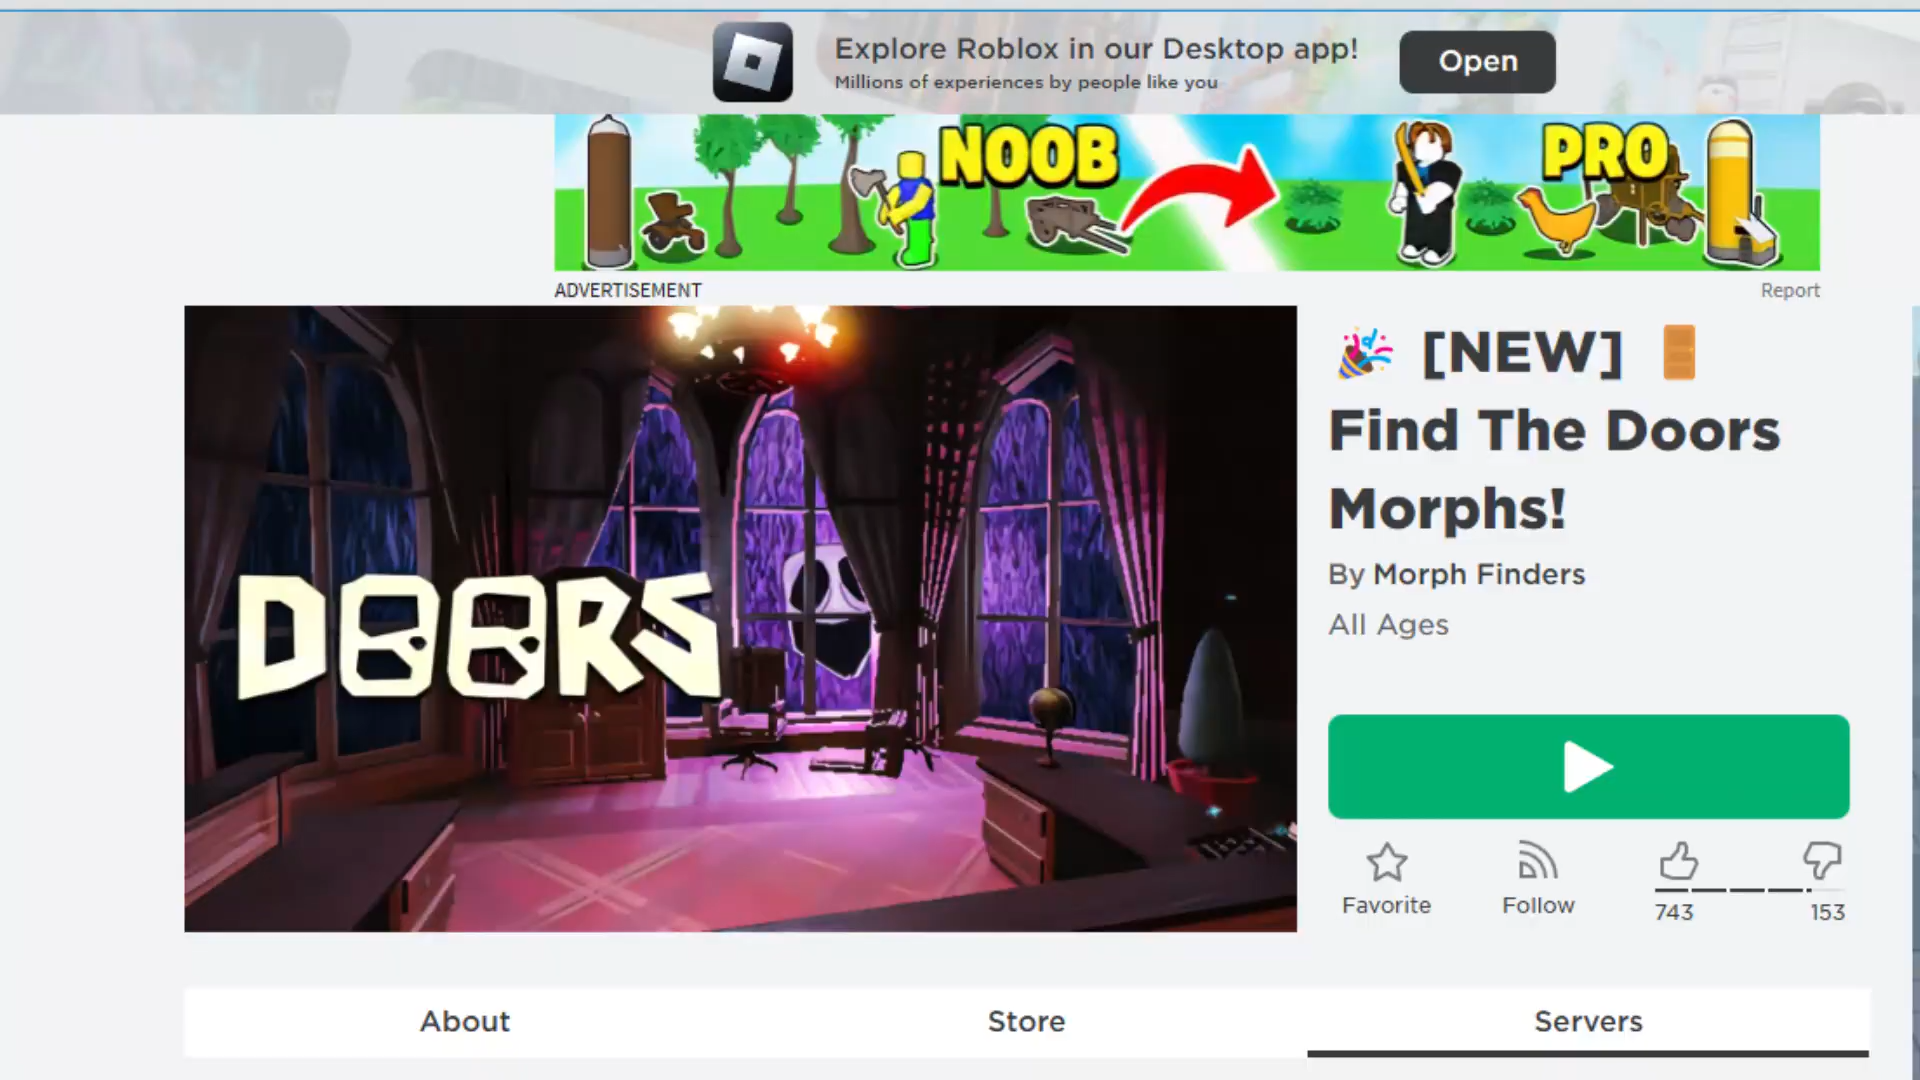 Explore Roblox in our Desktop app!
Millions of experiences by people like you
Open
NOOB
PRO
ADVERTISEMENT
Report
DOORS
[NEW]
Find The Doors
Morphs!
By Morph Finders
All Ages
Favorite
Follow
743
153
About
Store
Servers